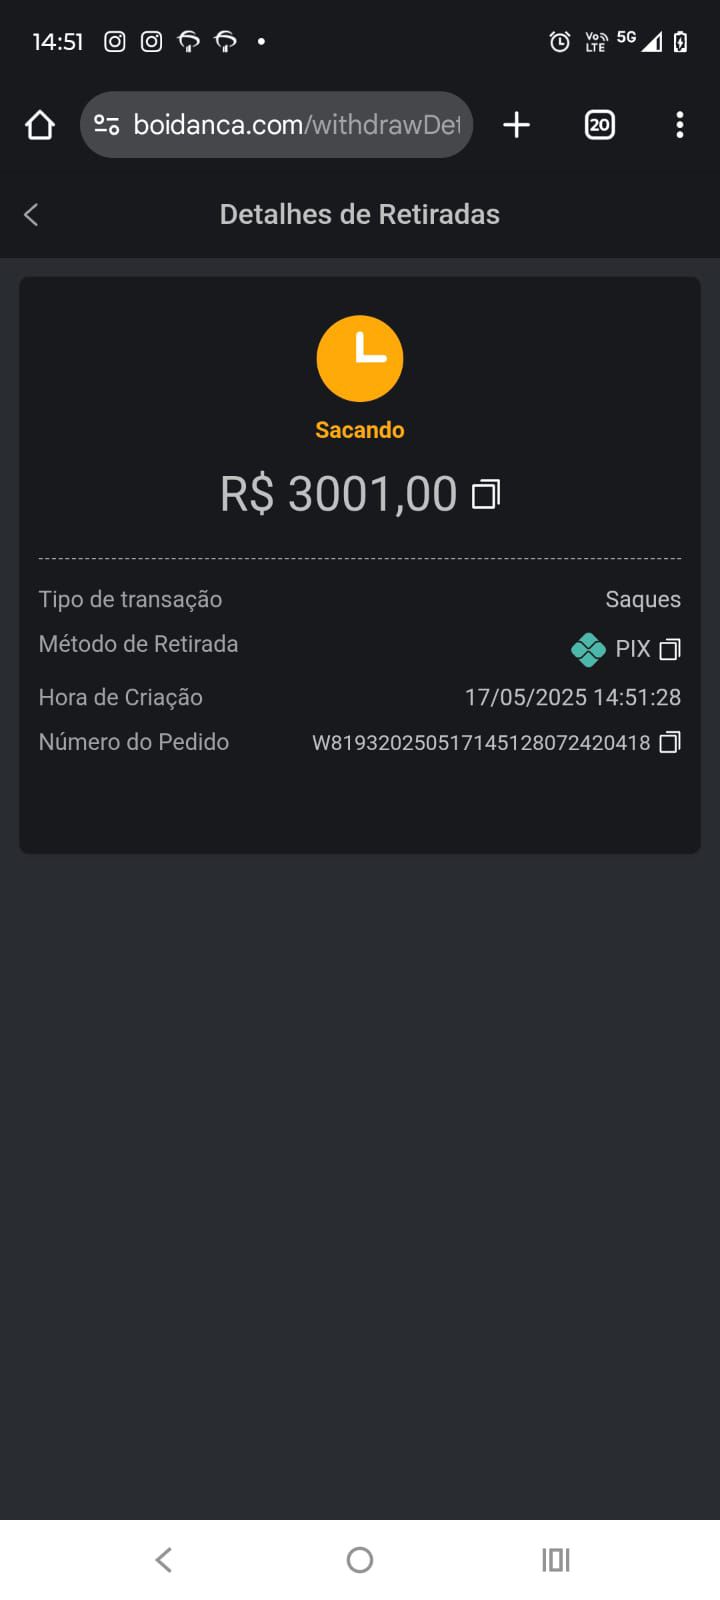 14:51
Vo)) LTE 5G
boidanca.com/withdrawDet
20
Detalhes de Retiradas
Sacando
R$ 3001,00
Tipo de transação Saques
Método de Retirada PIX
Hora de Criação 17/05/2025 14:51:28
Número do Pedido W819320250517145128072420418